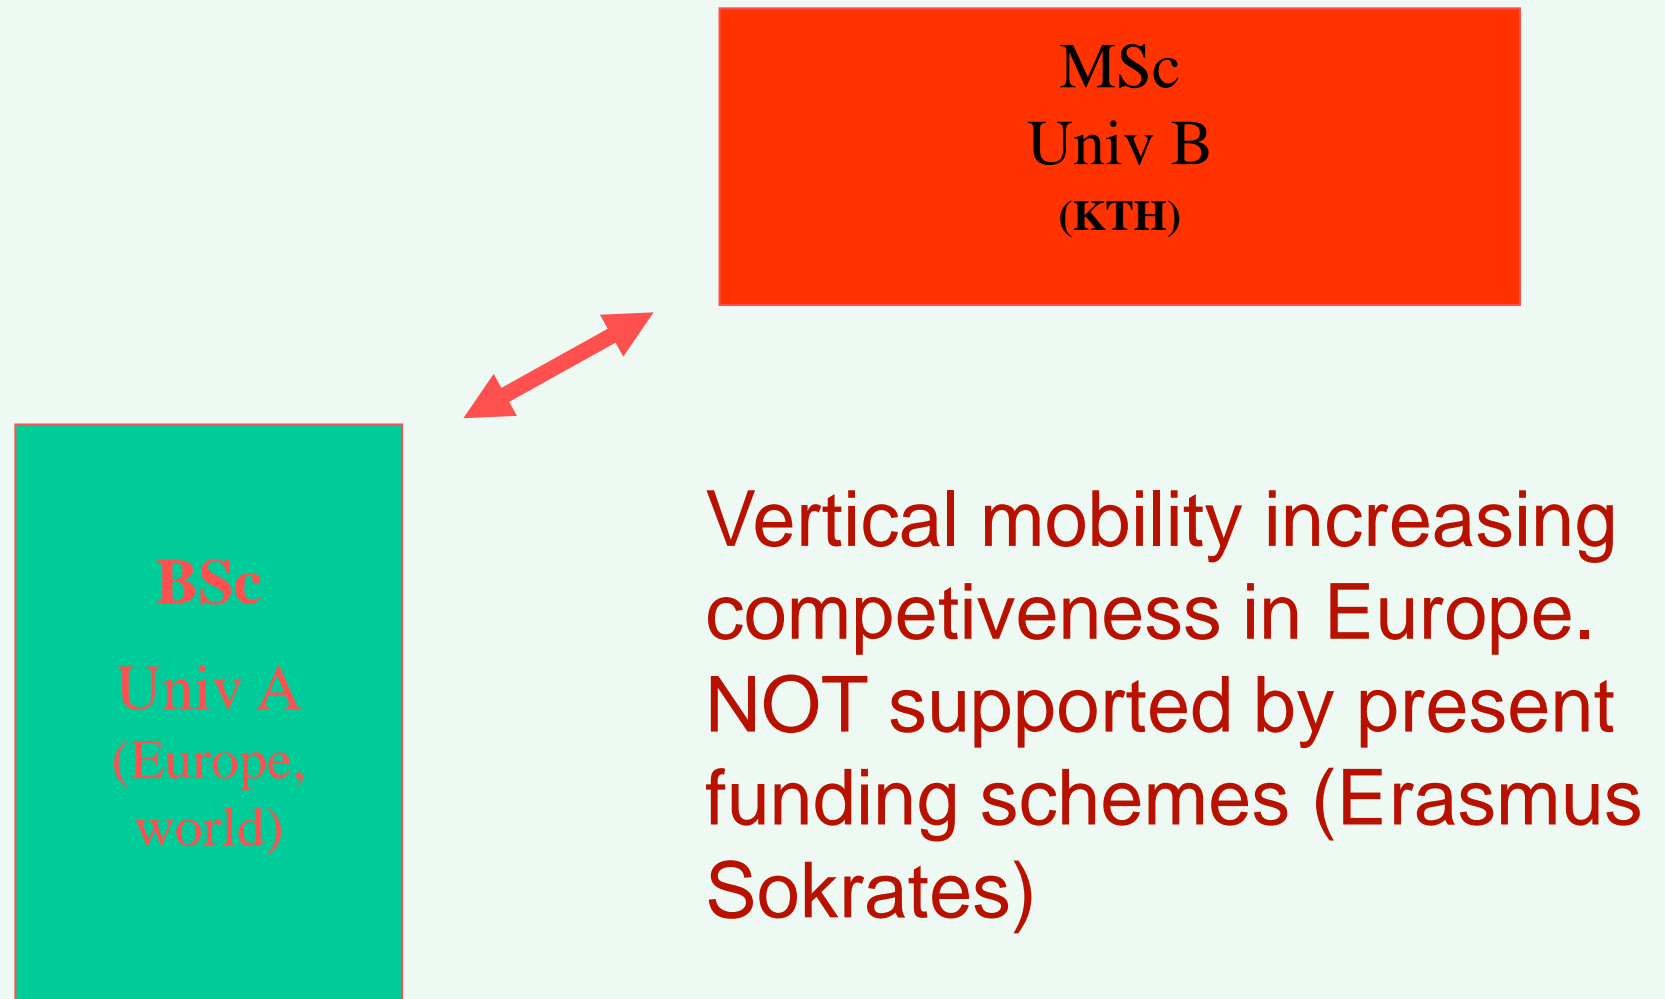 MSc
Univ B
(KTH)
BSc
Univ A
(Europe,
world)
Vertical mobility increasing
competiveness in Europe.
NOT supported by present
funding schemes (Erasmus
Sokrates)